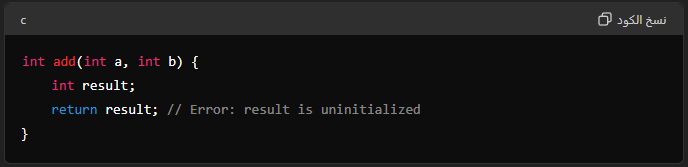 c
نسخ الكود
int add(int a, int b) {
    int result;
    return result; // Error: result is uninitialized
}